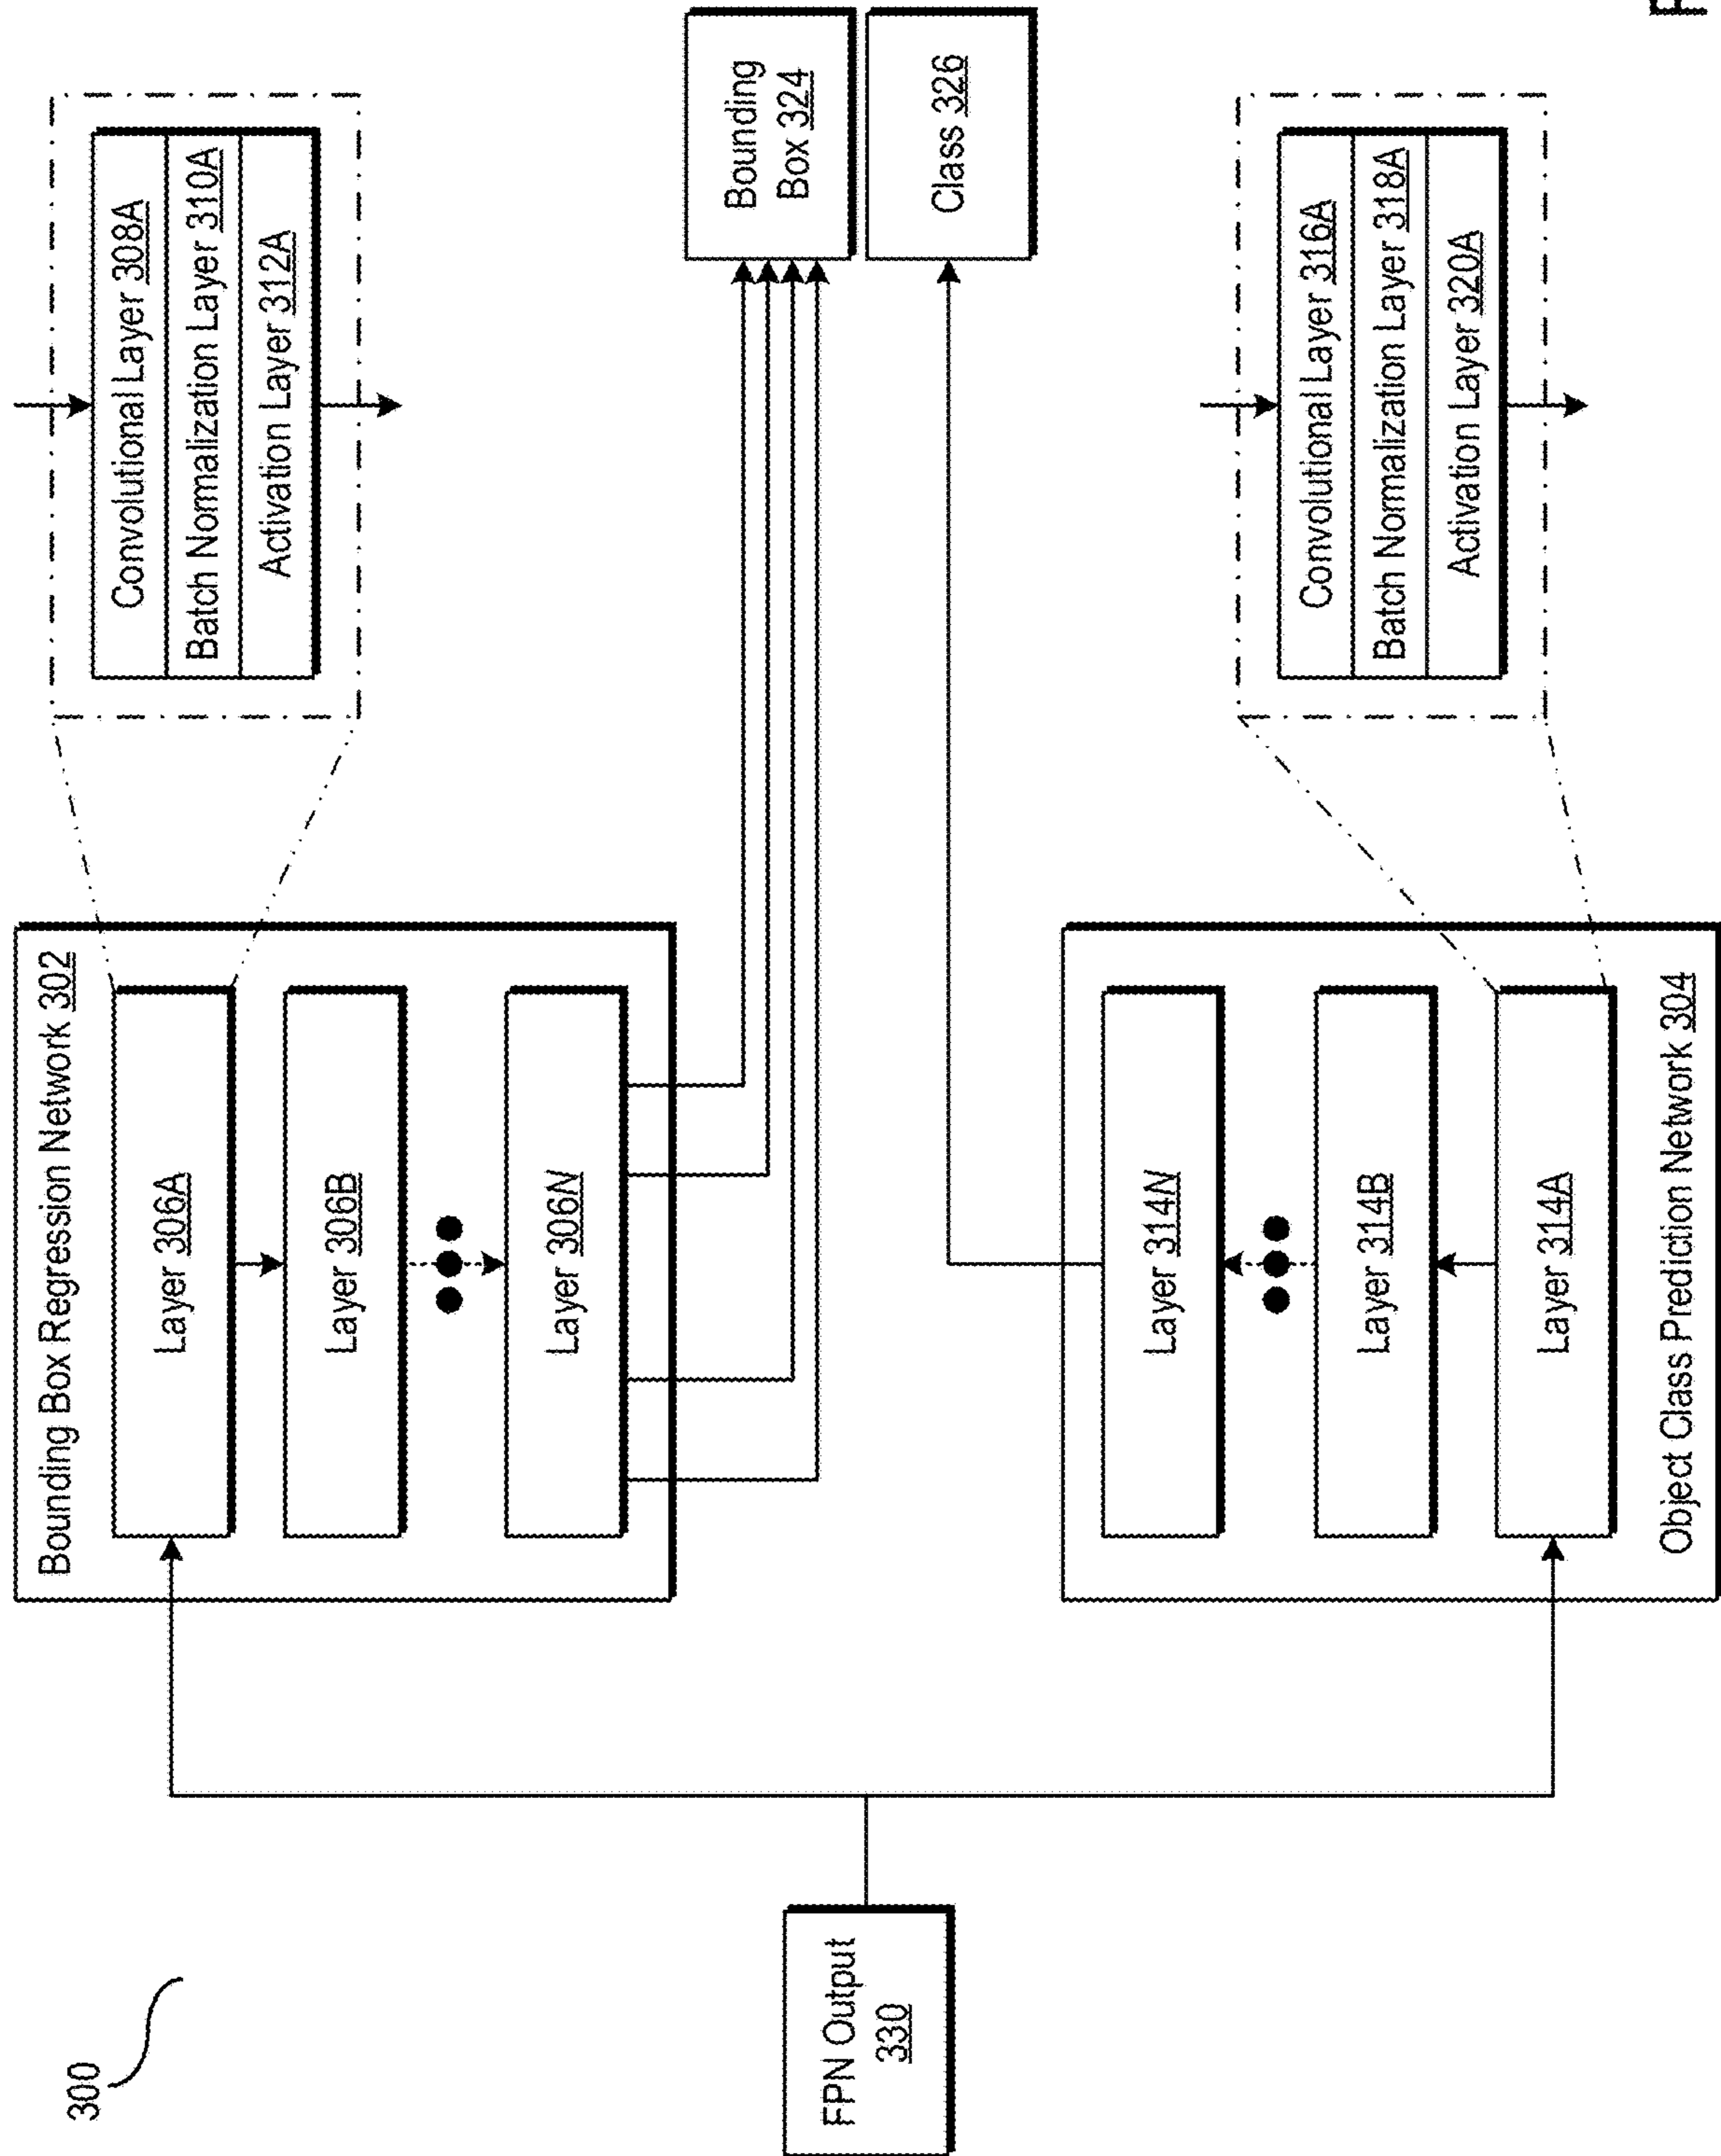 300
FPN Output
330
Bounding Box Regression Network 302
Layer 306A
Layer 306B
Layer 306N
Convolutional Layer 308A
Batch Normalization Layer 310A
Activation Layer 312A
Bounding
Box 324
Class 326
Layer 314N
Layer 314B
Layer 314A
Object Class Prediction Network 304
Convolutional Layer 316A
Batch Normalization Layer 318A
Activation Layer 320A